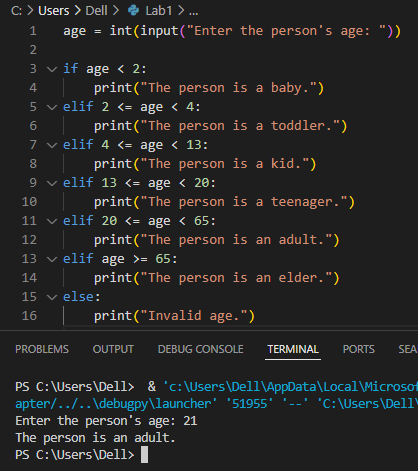 C: > Users > Dell > Lab1 > ...
1 age = int(input("Enter the person's age: "))
2
3 if age < 2:
4     print("The person is a baby.")
5 elif 2 <= age < 4:
6     print("The person is a toddler.")
7 elif 4 <= age < 13:
8     print("The person is a kid.")
9 elif 13 <= age < 20:
10     print("The person is a teenager.")
11 elif 20 <= age < 65:
12     print("The person is an adult.")
13 elif age >= 65:
14     print("The person is an elder.")
15 else:
16     print("Invalid age.")
PROBLEMS OUTPUT DEBUG CONSOLE TERMINAL PORTS SEA
PS C:\Users\Dell>  & 'c:\Users\Dell\AppData\Local\Microsof
apter/../..\debugpy\launcher' '51955' '--' 'C:\Users\Dell\
Enter the person's age: 21
The person is an adult.
PS C:\Users\Dell>